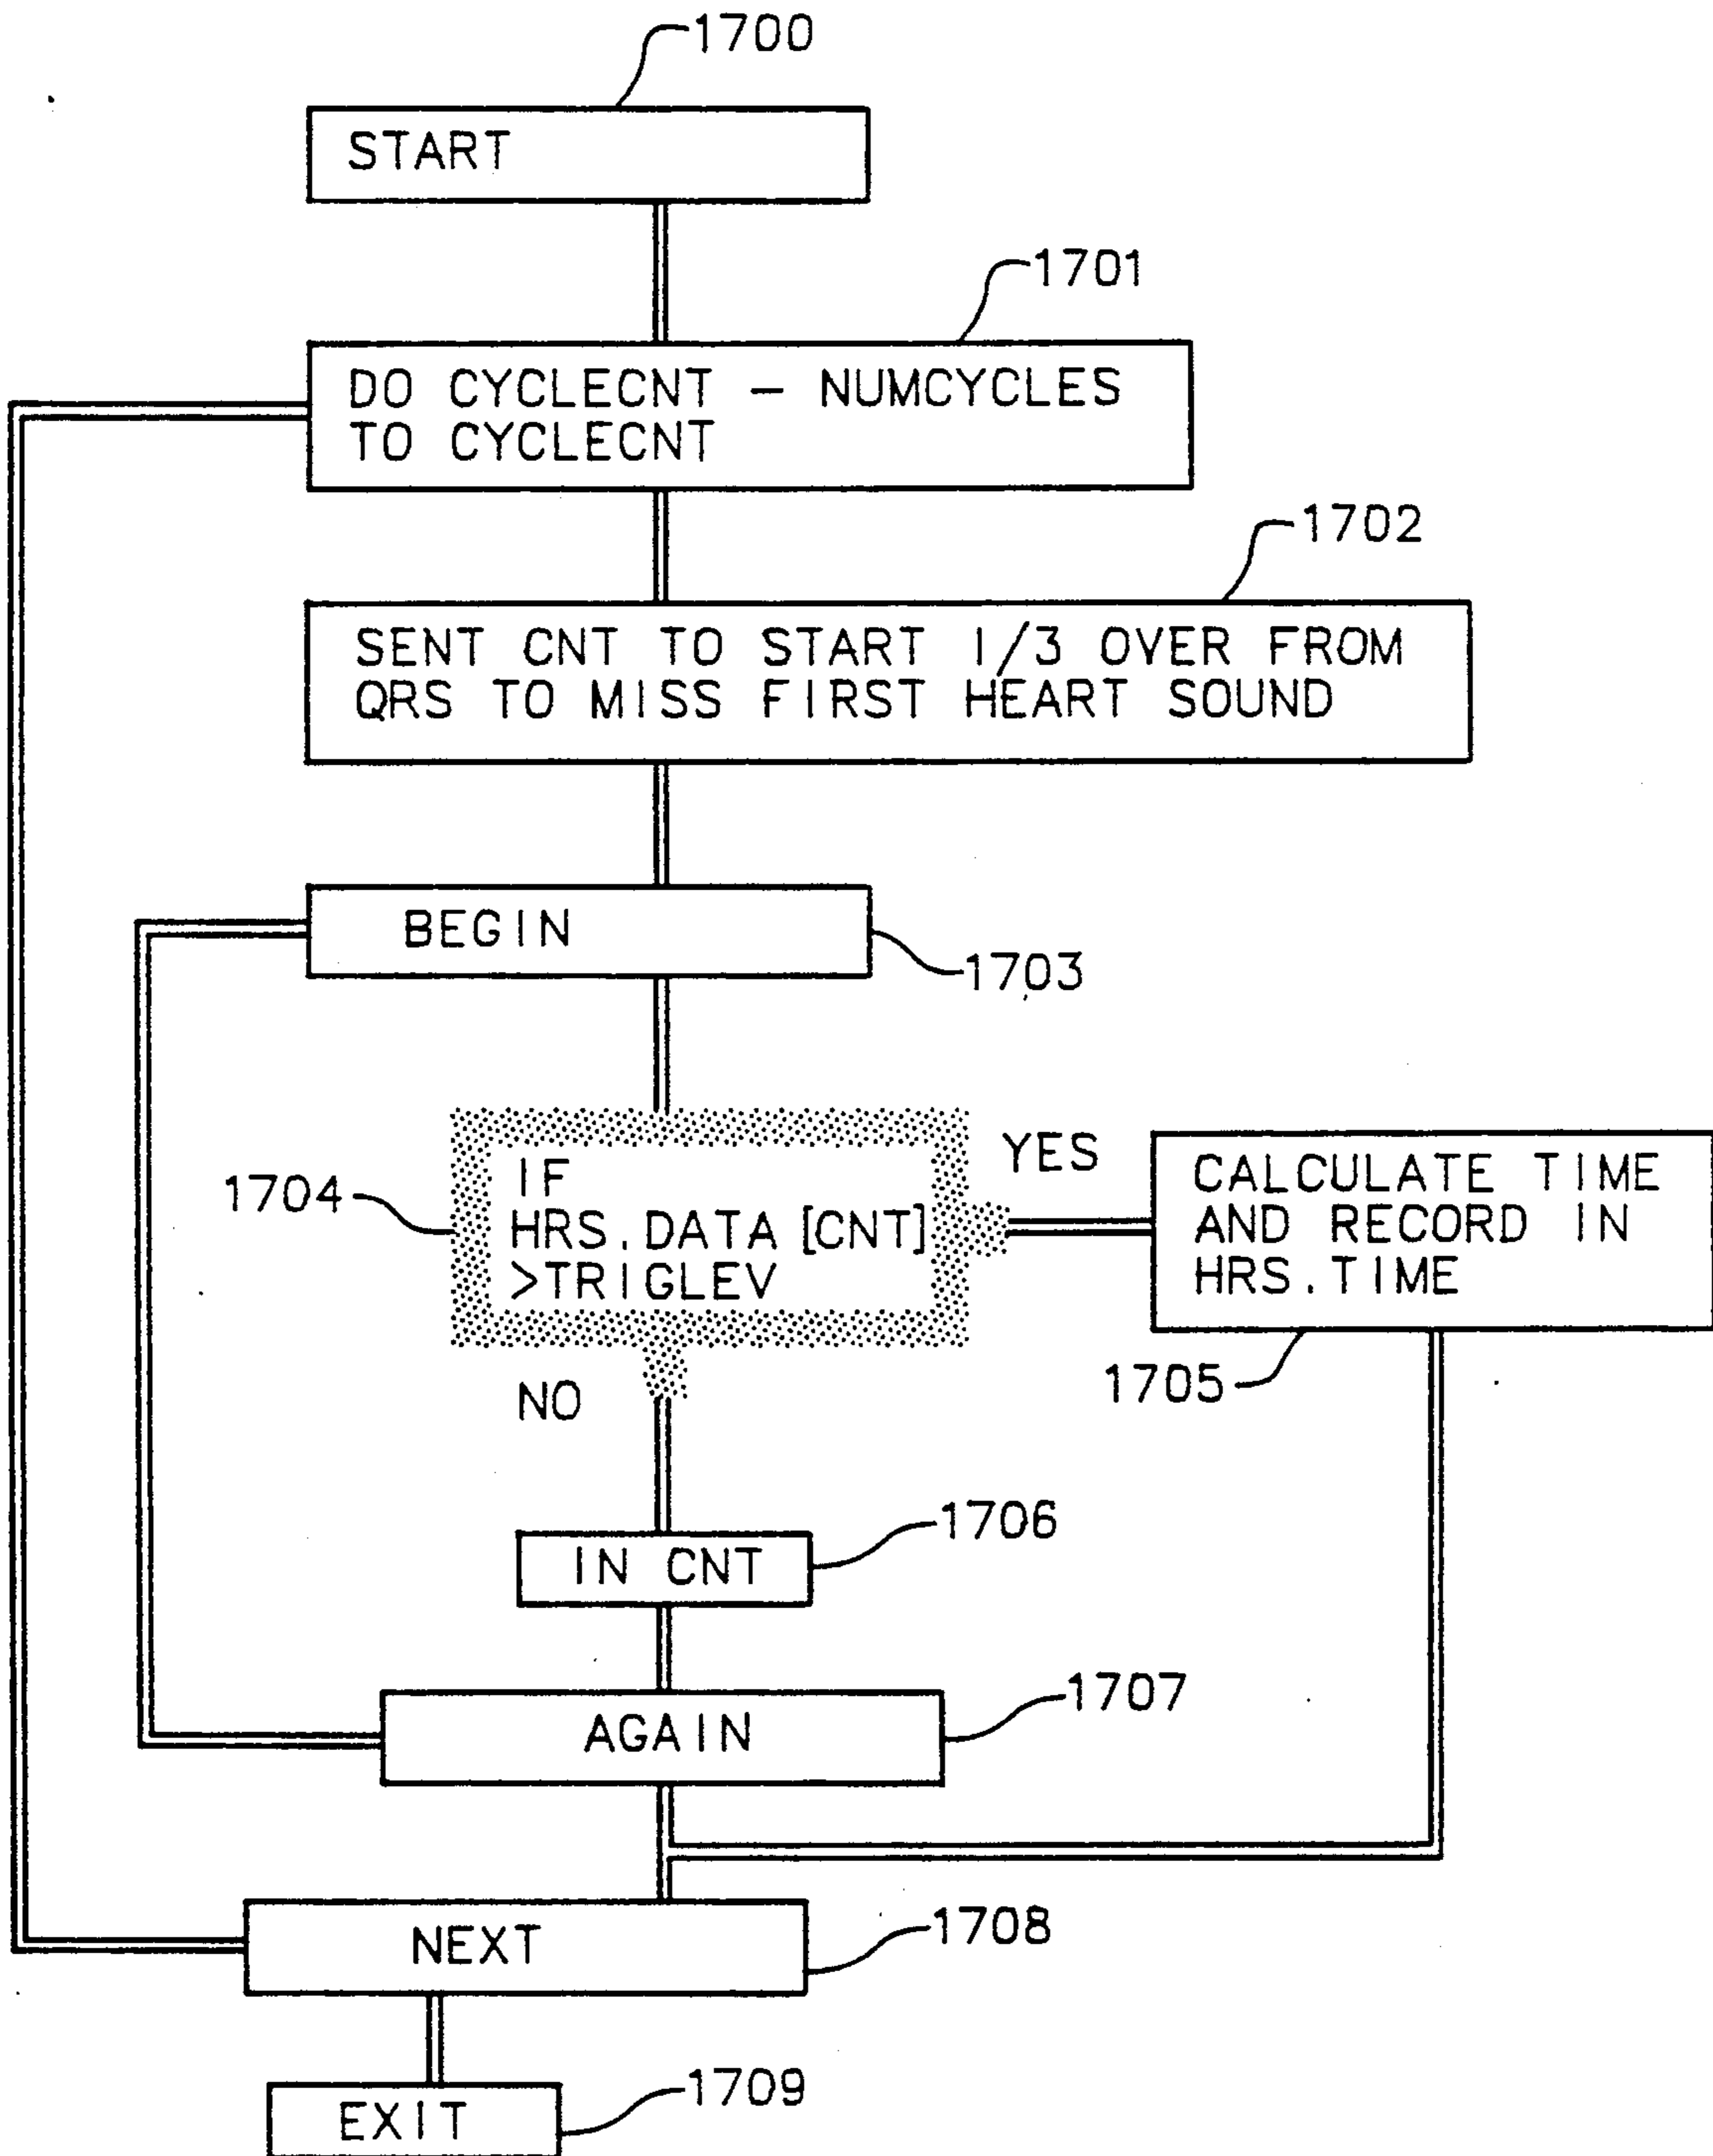 1700
START
1701
DO CYCLECNT - NUMCYCLES
TO CYCLECNT
1702
SENT CNT TO START 1/3 OVER FROM
QRS TO MISS FIRST HEART SOUND
BEGIN
1703
1704
IF
HRS.DATA [CNT]
>TRIGLEV
YES
CALCULATE TIME
AND RECORD IN
HRS.TIME
1705
NO
1706
IN CNT
1707
AGAIN
1708
NEXT
1709
EXIT